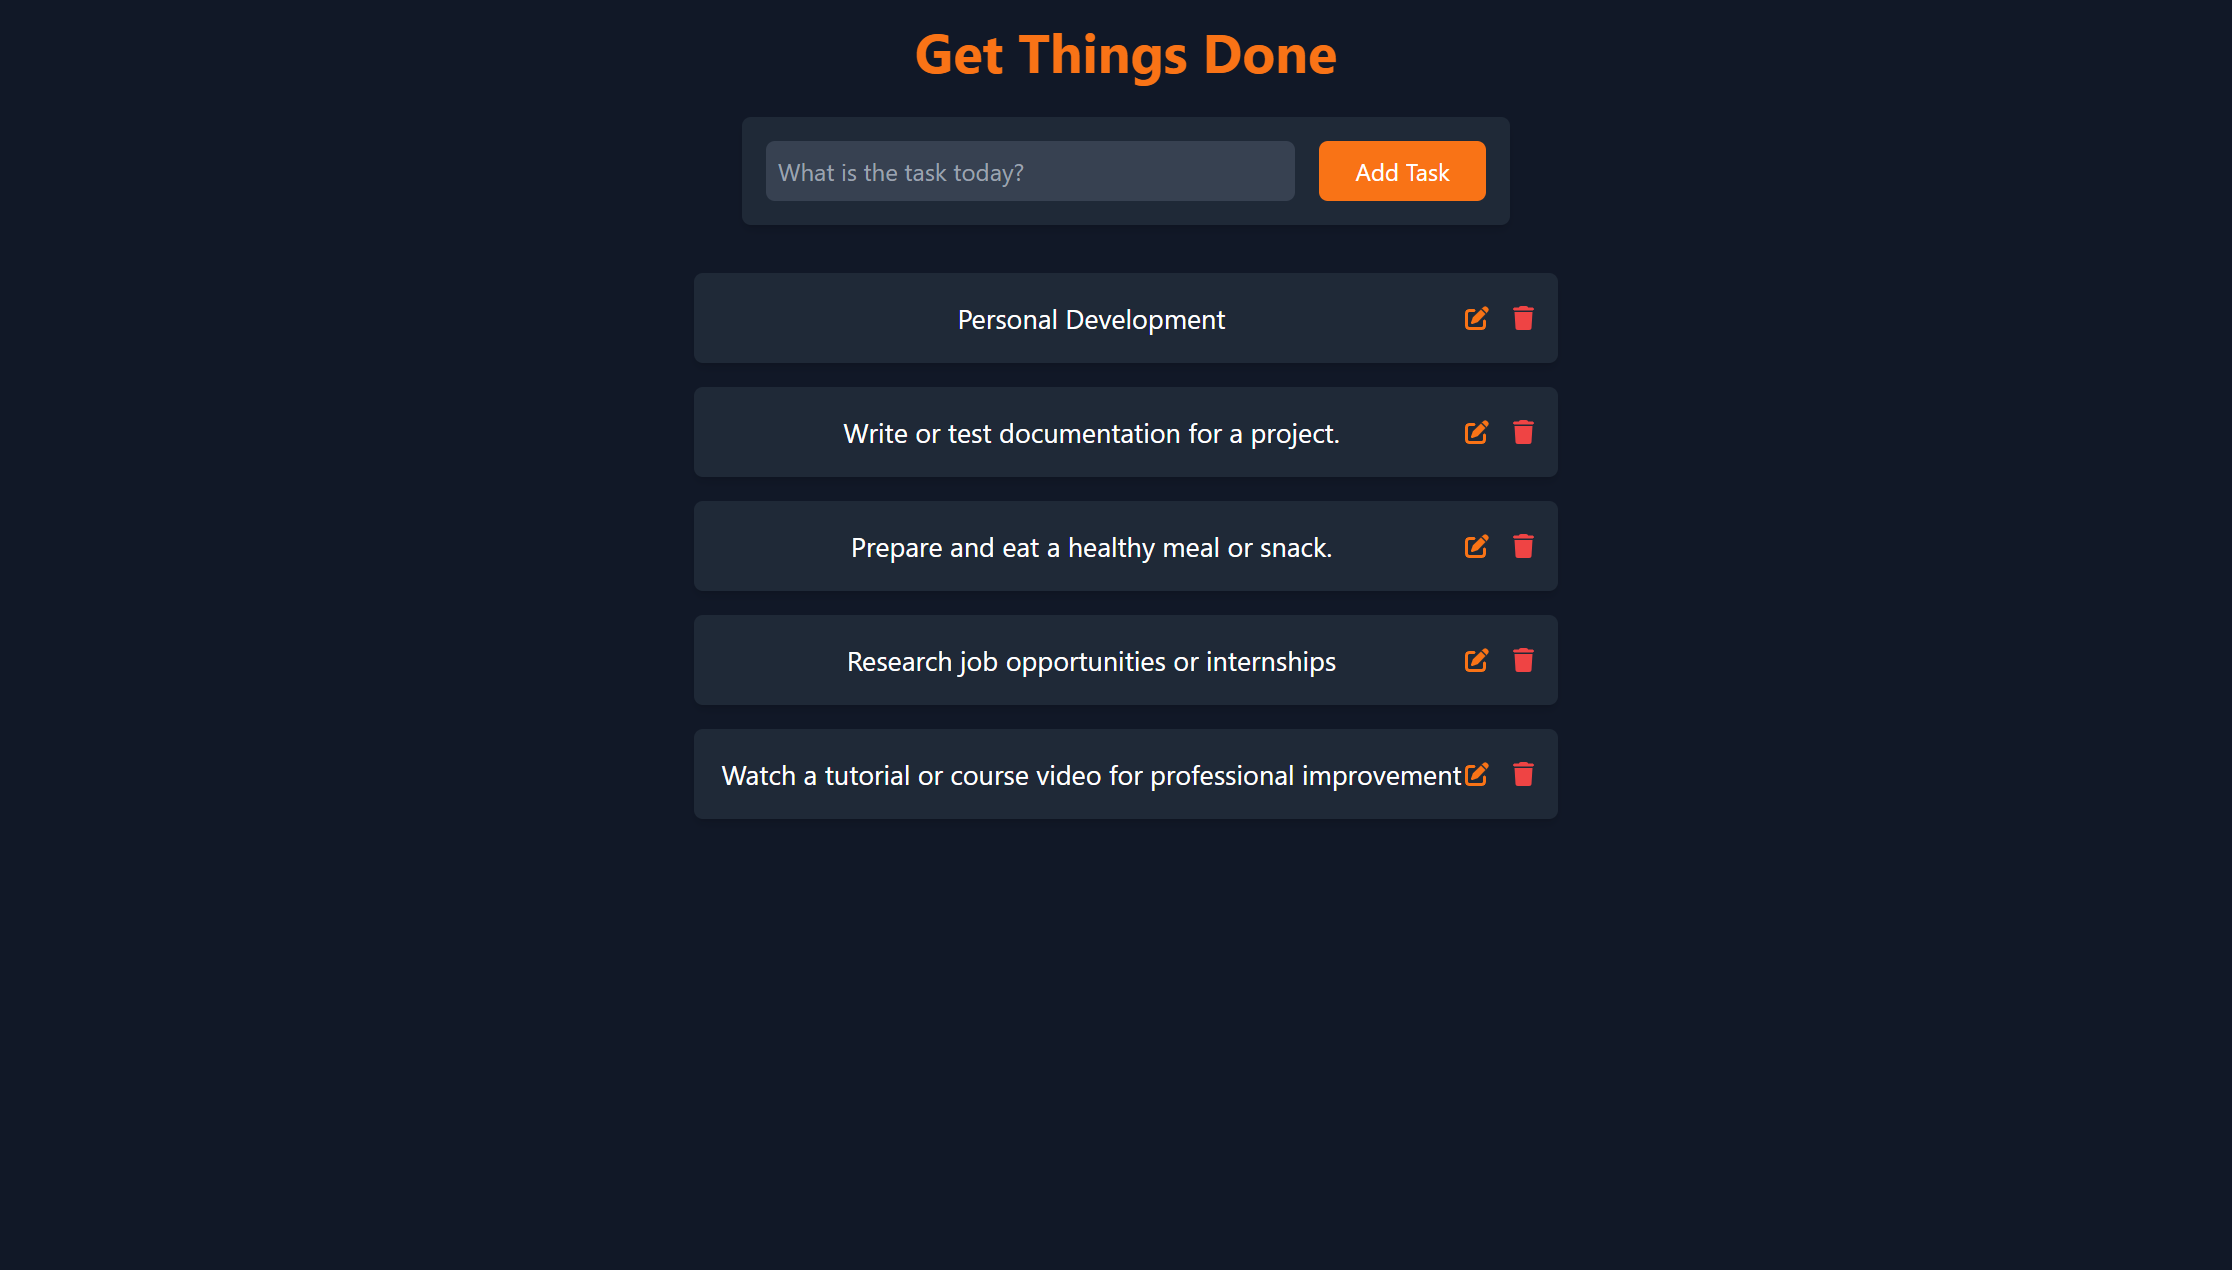 Get Things Done
What is the task today?
Add Task
Personal Development
Write or test documentation for a project.
Prepare and eat a healthy meal or snack.
Research job opportunities or internships
Watch a tutorial or course video for professional improvement